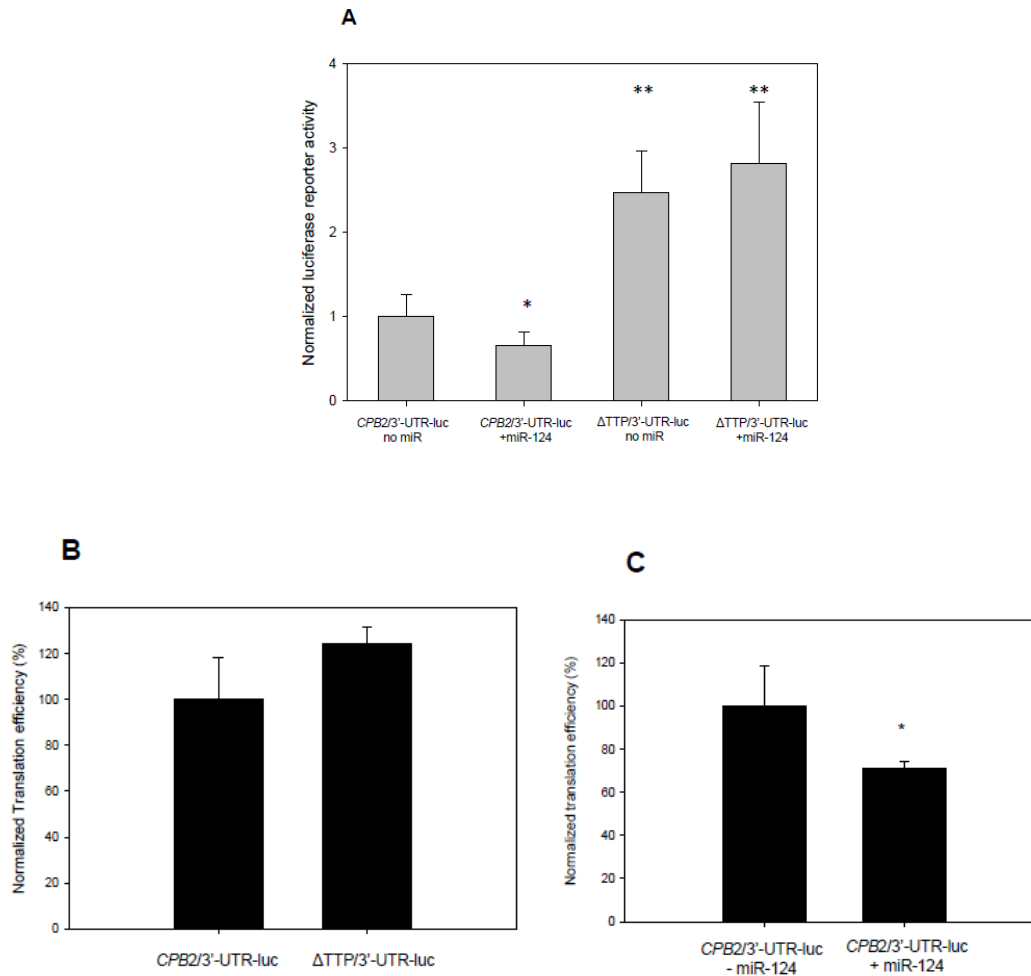 A
Normalized luciferase reporter activity
4
3
2
1
0
*
**
**
CPB2/3'-UTR-luc
no miR
CPB2/3'-UTR-luc
+miR-124
ΔTTP/3'-UTR-luc
no miR
ΔTTP/3'-UTR-luc
+miR-124
B
Normalized Translation efficiency (%)
140
120
100
80
60
40
20
0
CPB2/3'-UTR-luc
ΔTTP/3'-UTR-luc
C
Normalized translation efficiency (%)
140
120
100
80
60
40
20
0
*
CPB2/3'-UTR-luc
- miR-124
CPB2/3'-UTR-luc
+ miR-124